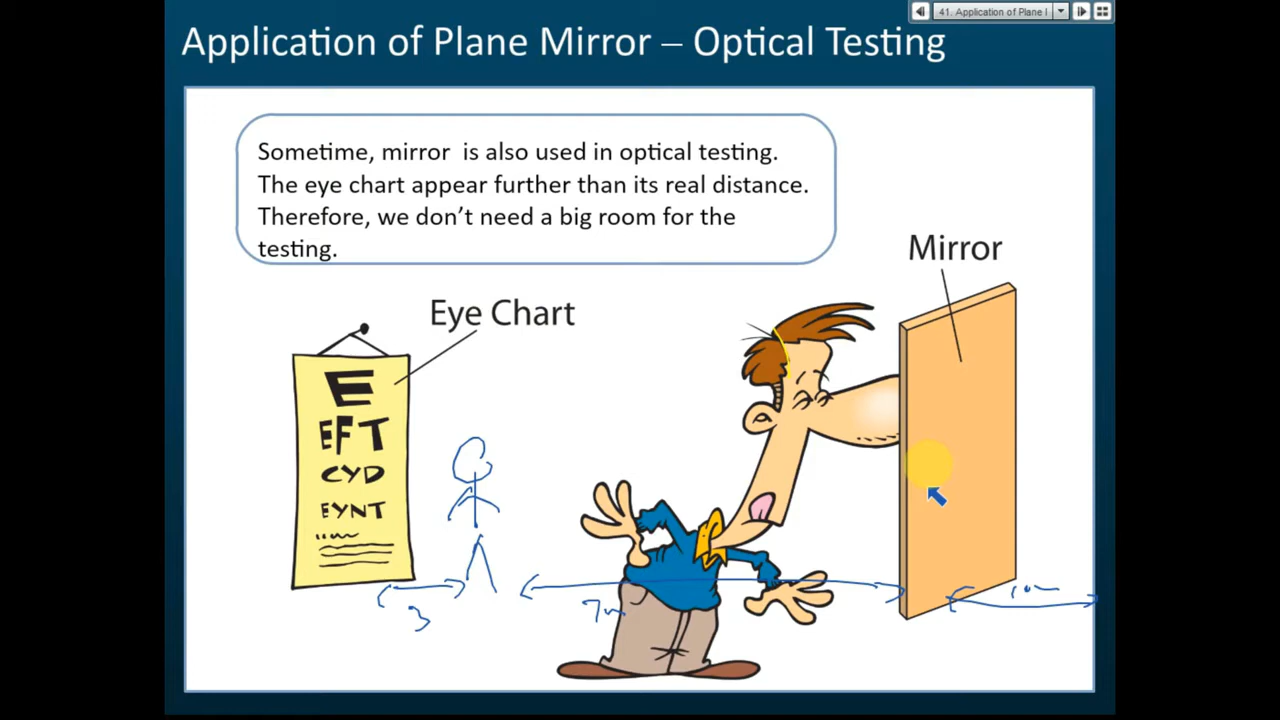 41. Application of Plane I
Application of Plane Mirror – Optical Testing
Sometime, mirror is also used in optical testing.
The eye chart appear further than its real distance.
Therefore, we don't need a big room for the
testing.
Mirror
Eye Chart
E
EFT
CYD
EYNT
3
7m
10m